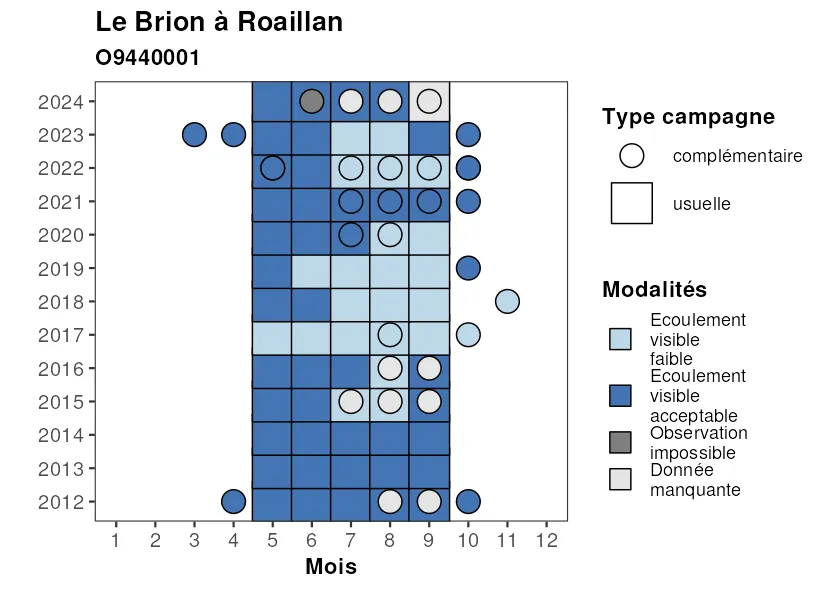 Le Brion à Roaillan
O9440001
2024
2023
2022
2021
2020
2019
2018
2017
2016
2015
2014
2013
2012
1 2 3 4 5 6 7 8 9 10 11 12
Mois
Type campagne
complémentaire
usuelle
Modalités
Ecoulement
visible
faible
Ecoulement
visible
acceptable
Observation
impossible
Donnée
manquante